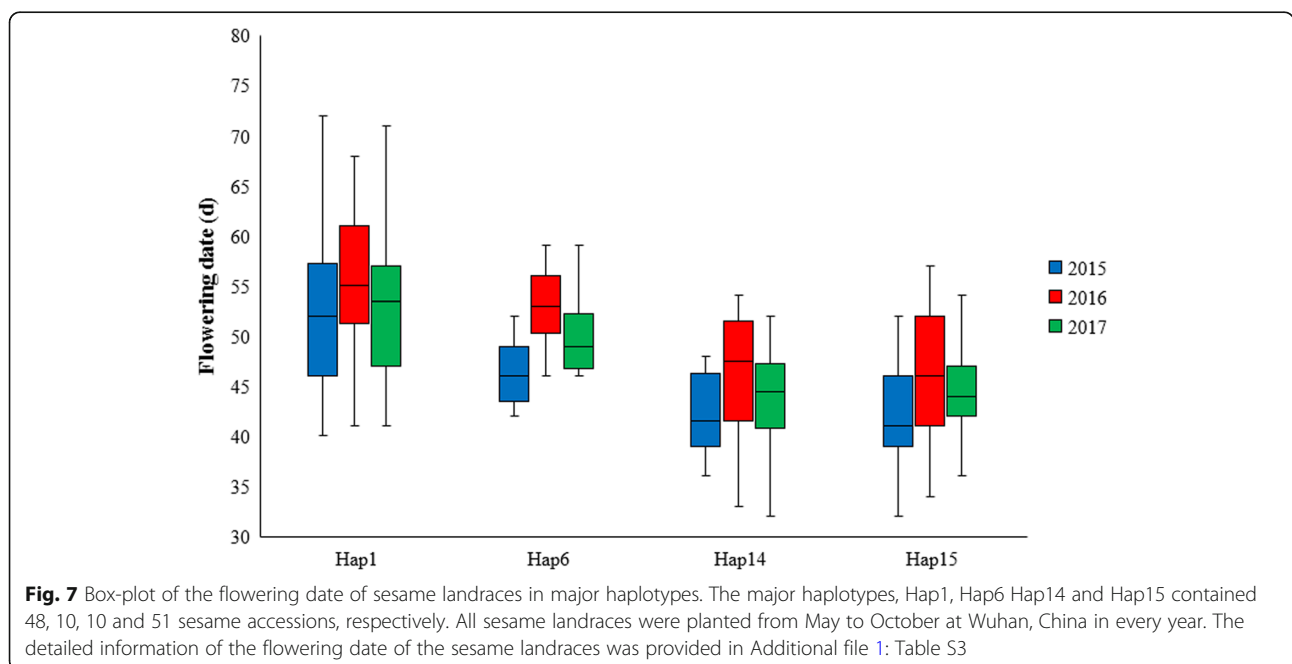 80
75
70
65
60
55
50
45
40
35
30
Flowering date (d)
Hap1 Hap6 Hap14 Hap15
2015
2016
2017
Fig. 7 Box-plot of the flowering date of sesame landraces in major haplotypes. The major haplotypes, Hap1, Hap6 Hap14 and Hap15 contained
48, 10, 10 and 51 sesame accessions, respectively. All sesame landraces were planted from May to October at Wuhan, China in every year. The
detailed information of the flowering date of the sesame landraces was provided in Additional file 1: Table S3